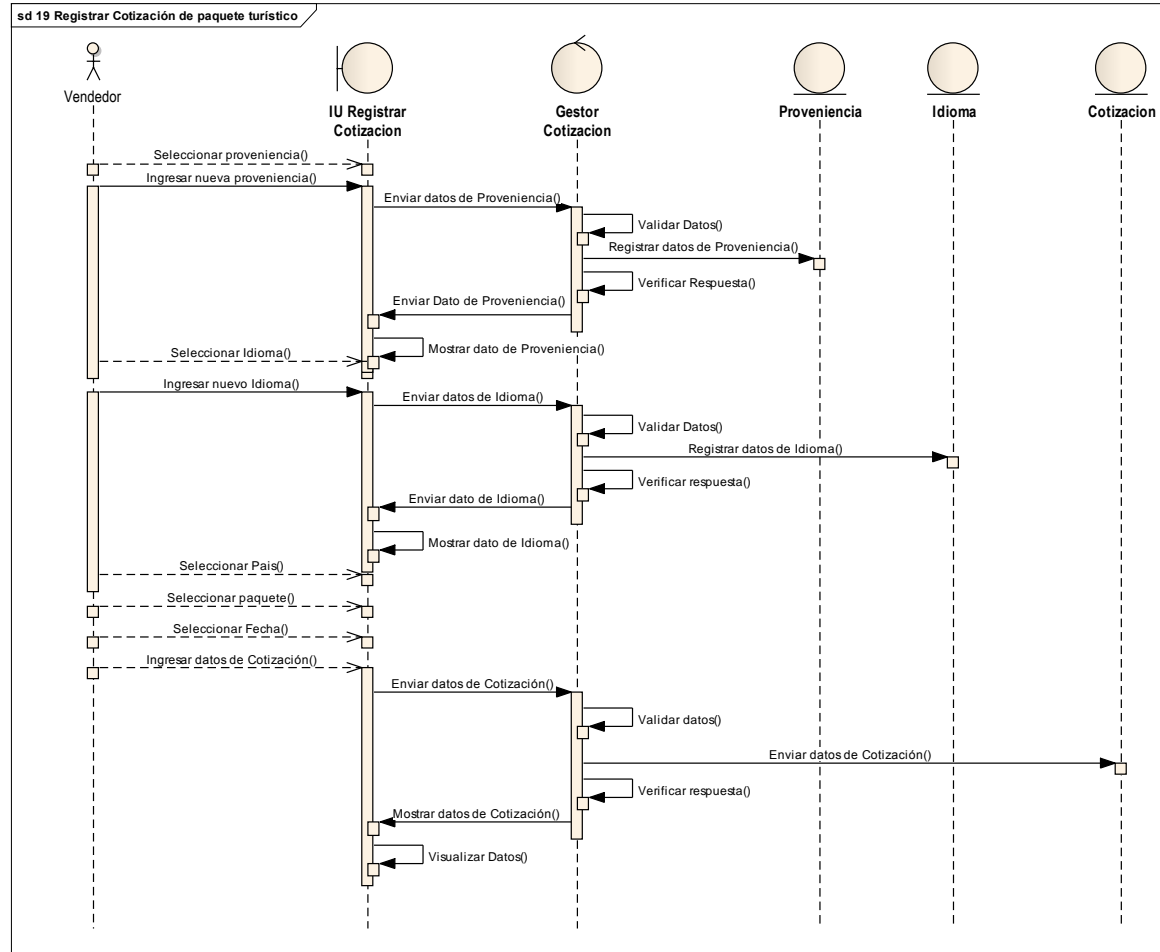 sd 19 Registrar Cotización de paquete turístico
Vendedor
IU Registrar
Cotizacion
Gestor
Cotizacion
Proveniencia
Idioma
Cotizacion
Seleccionar proveniencia()
Ingresar nueva proveniencia()
Enviar datos de Proveniencia()
Validar Datos()
Registrar datos de Proveniencia()
Verificar Respuesta()
Enviar Dato de Proveniencia()
Mostrar dato de Proveniencia()
Seleccionar Idioma()
Ingresar nuevo Idioma()
Enviar datos de Idioma()
Validar Datos()
Registrar datos de Idioma()
Verificar respuesta()
Enviar dato de Idioma()
Mostrar dato de Idioma()
Seleccionar Pais()
Seleccionar paquete()
Seleccionar Fecha()
Ingresar datos de Cotización()
Enviar datos de Cotización()
Validar datos()
Enviar datos de Cotización()
Verificar respuesta()
Mostrar datos de Cotización()
Visualizar Datos()